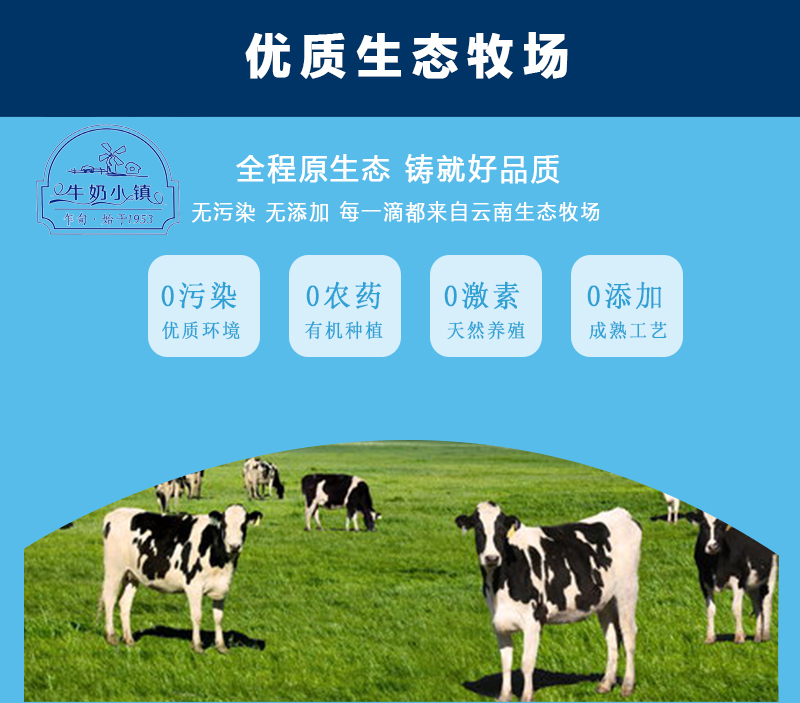 优质生态牧场
牛奶小镇
乍甸·始于1953
全程原生态 铸就好品质
无污染 无添加 每一滴都来自云南生态牧场
0污染
优质环境
0农药
有机种植
0激素
天然养殖
0添加
成熟工艺